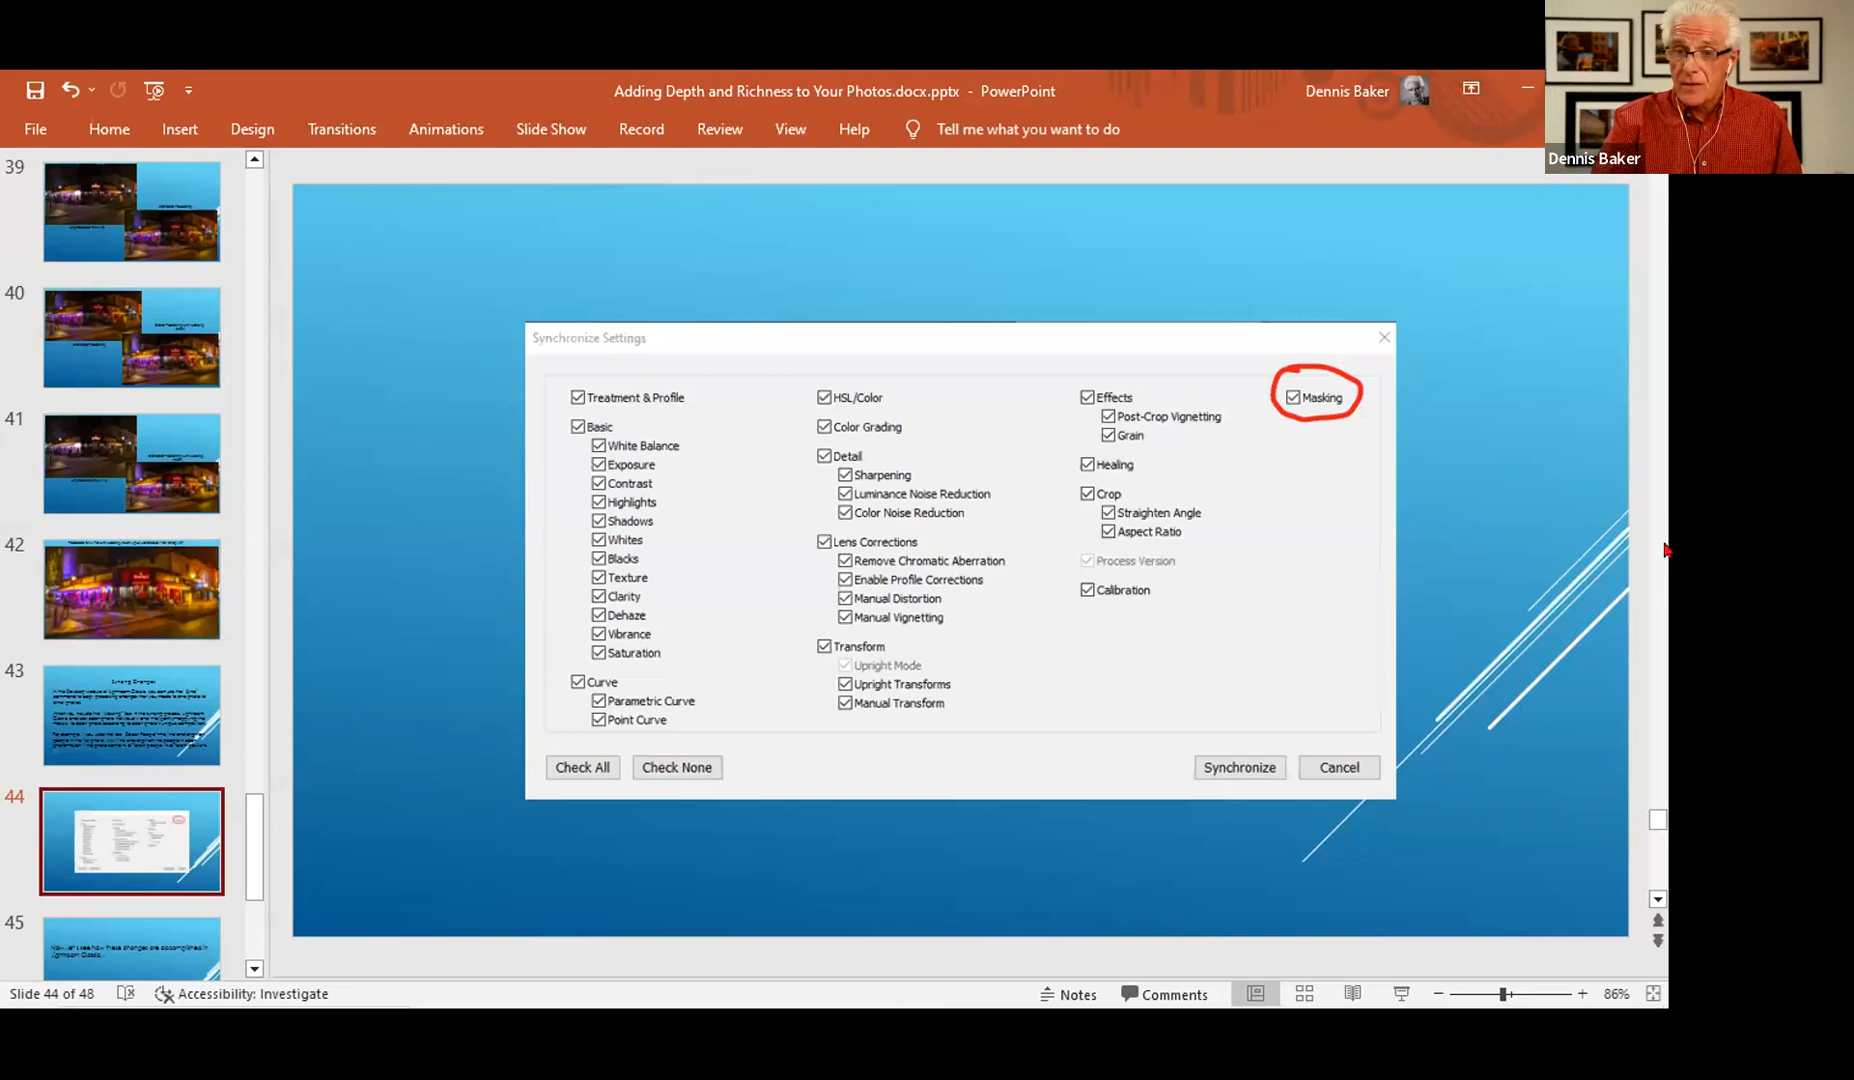 Adding Depth and Richness to Your Photos.docx.pptx - PowerPoint
Dennis Baker
Dennis Baker
File Home Insert Design Transitions Animations Slide Show Record Review View Help Tell me what you want to do
39
40
41
42
43
44
45
Synchronize Settings
Treatment & Profile
Basic
White Balance
Exposure
Contrast
Highlights
Shadows
Whites
Blacks
Texture
Clarity
Dehaze
Vibrance
Saturation
Curve
Parametric Curve
Point Curve
HSL/Color
Color Grading
Detail
Sharpening
Luminance Noise Reduction
Color Noise Reduction
Lens Corrections
Remove Chromatic Aberration
Enable Profile Corrections
Manual Distortion
Manual Vignetting
Transform
Upright Mode
Upright Transforms
Manual Transform
Effects
Post-Crop Vignetting
Grain
Healing
Crop
Straighten Angle
Aspect Ratio
Process Version
Calibration
Masking
Check All
Check None
Synchronize
Cancel
Slide 44 of 48
Accessibility: Investigate
Notes
Comments
86%